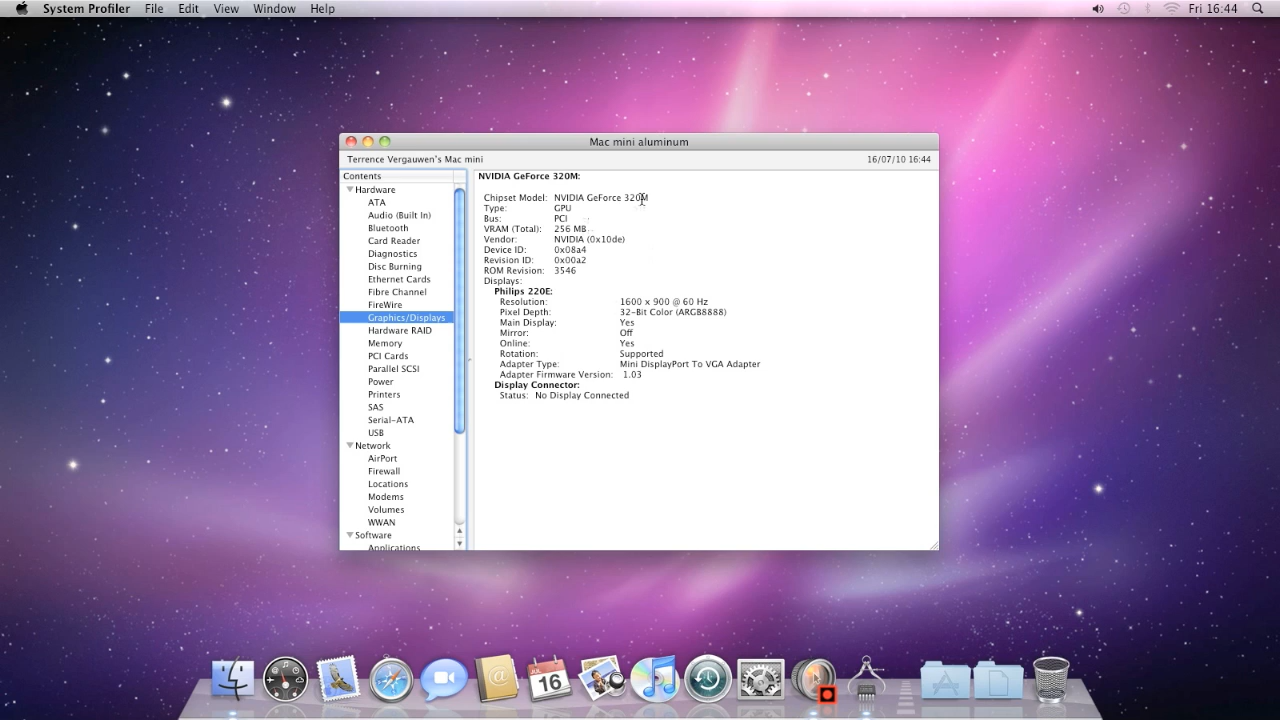 System Profiler File Edit View Window Help Fri 16:44
Mac mini aluminum
Terrence Vergauwen's Mac mini 16/07/10 16:44
Contents
Hardware
ATA
Audio (Built In)
Bluetooth
Card Reader
Diagnostics
Disc Burning
Ethernet Cards
Fibre Channel
FireWire
Graphics/Displays
Hardware RAID
Memory
PCI Cards
Parallel SCSI
Power
Printers
SAS
Serial-ATA
USB
Network
AirPort
Firewall
Locations
Modems
Volumes
WWAN
Software
Applications
NVIDIA GeForce 320M:
Chipset Model: NVIDIA GeForce 320M
Type: GPU
Bus: PCI
VRAM (Total): 256 MB
Vendor: NVIDIA (0x10de)
Device ID: 0x08a4
Revision ID: 0x00a2
ROM Revision: 3546
Displays:
Philips 220E:
Resolution: 1600 x 900 @ 60 Hz
Pixel Depth: 32-Bit Color (ARGB8888)
Main Display: Yes
Mirror: Off
Online: Yes
Rotation: Supported
Adapter Type: Mini DisplayPort To VGA Adapter
Adapter Firmware Version: 1.03
Display Connector:
Status: No Display Connected
JUL
16